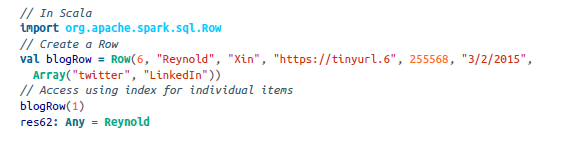 // In Scala
import org.apache.spark.sql.Row
// Create a Row
val blogRow = Row(6, "Reynold", "Xin", "https://tinyurl.6", 255568, "3/2/2015",
  Array("twitter", "LinkedIn"))
// Access using index for individual items
blogRow(1)
res62: Any = Reynold